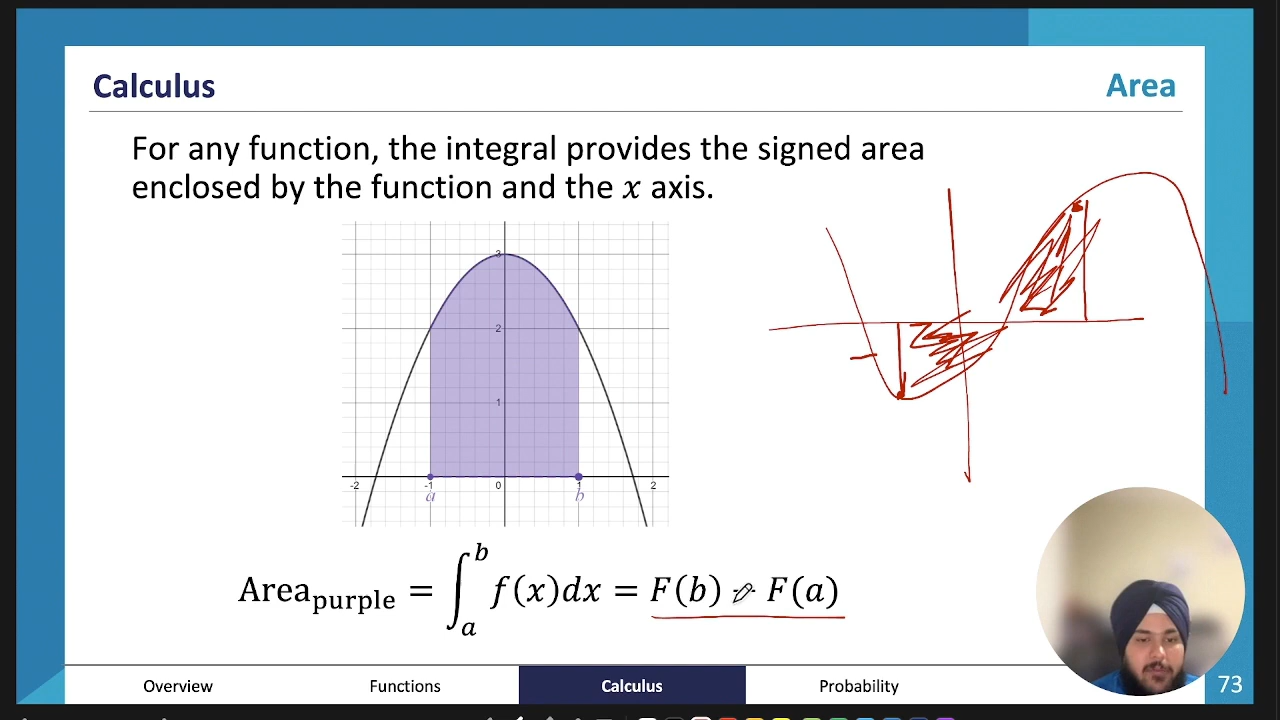 Calculus
Area
For any function, the integral provides the signed area
enclosed by the function and the x axis.
3
2
1
-2 -1 0 1 2
a b
Area_purple = ∫_a^b f(x)dx = F(b) - F(a)
Overview Functions Calculus Probability 73